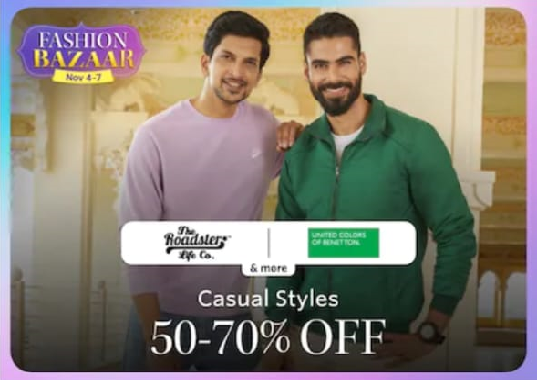 FASHION
BAZAAR
Nov 4-7
The
Roadster
Life Co.
UNITED COLORS
OF BENETTON.
& more
Casual Styles
50-70% OFF